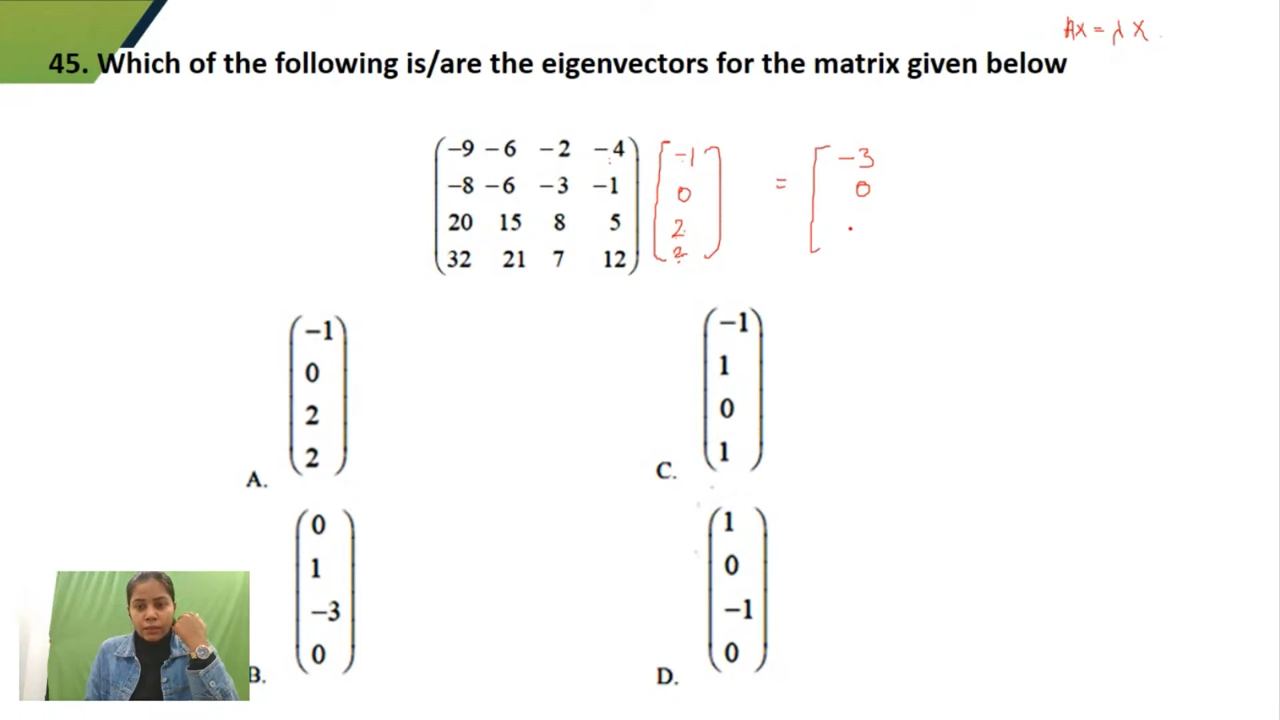 AX = λX.
45. Which of the following is/are the eigenvectors for the matrix given below
−9 −6 −2 −4 −1 −3
−8 −6 −3 −1 0 = 0
20 15 8 5 2
32 21 7 12 2
−1 −1
0 1
2 0
2 1
A. C.
0 1
1 0
−3 −1
0 0
B. D.